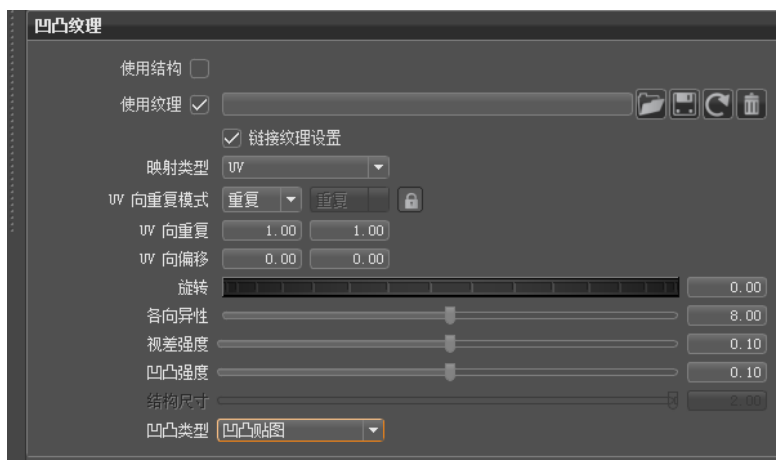 凹凸纹理
使用结构
使用纹理
链接纹理设置
映射类型 UV
UV 向重复模式 重复 重复
UV 向重复 1.00 1.00
UV 向偏移 0.00 0.00
旋转 0.00
各向异性 8.00
视差强度 0.10
凹凸强度 0.10
结构尺寸 2.00
凹凸类型 凹凸贴图